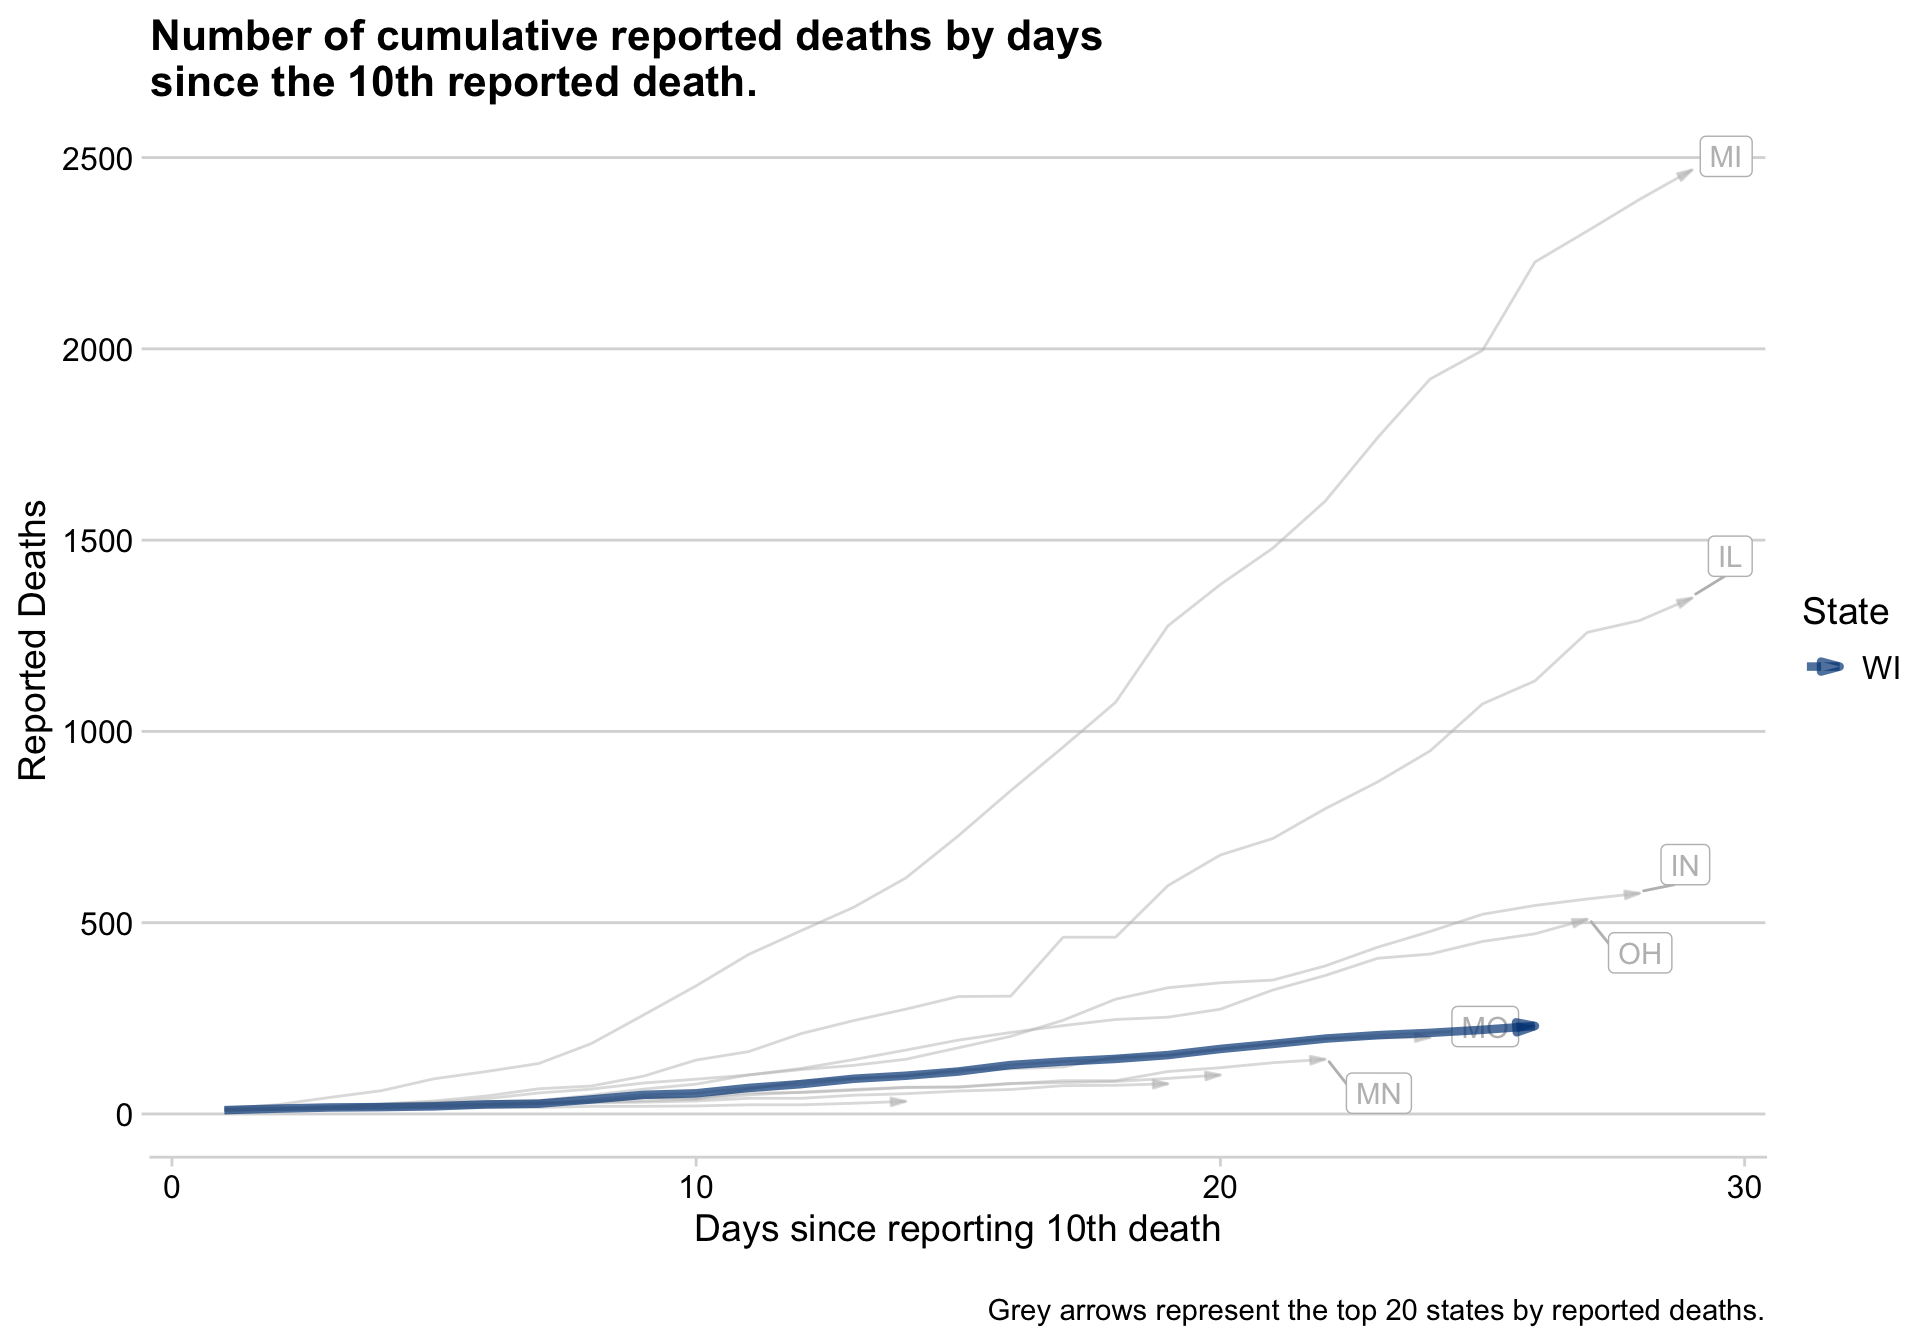 Number of cumulative reported deaths by days
since the 10th reported death.
2500
2000
1500
1000
500
0
Reported Deaths
MI
IL
IN
OH
MO
MN
State
WI
0 10 20 30
Days since reporting 10th death
Grey arrows represent the top 20 states by reported deaths.